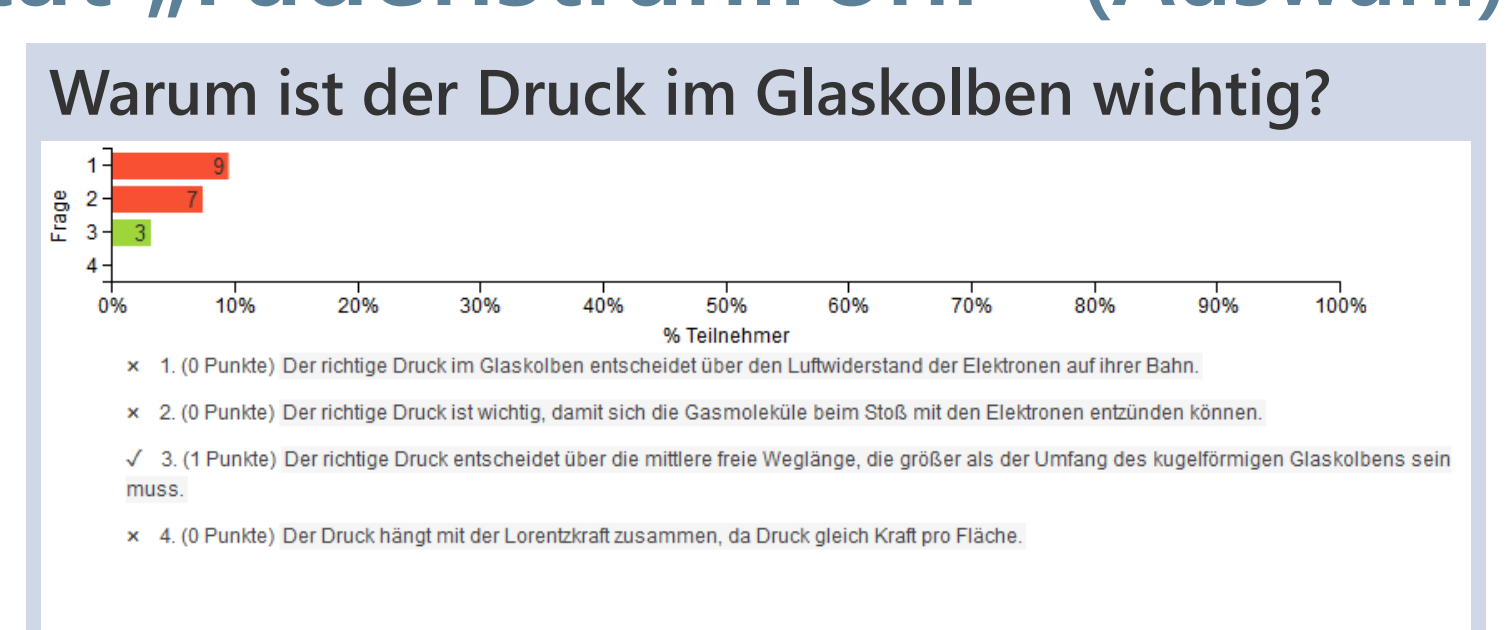 „Fadenstrahlrohr“ (Auswahl)
Warum ist der Druck im Glaskolben wichtig?
Frage
1
9
2
7
3
3
4
0% 10% 20% 30% 40% 50% 60% 70% 80% 90% 100%
% Teilnehmer
× 1. (0 Punkte) Der richtige Druck im Glaskolben entscheidet über den Luftwiderstand der Elektronen auf ihrer Bahn.
× 2. (0 Punkte) Der richtige Druck ist wichtig, damit sich die Gasmoleküle beim Stoß mit den Elektronen entzünden können.
✓ 3. (1 Punkte) Der richtige Druck entscheidet über die mittlere freie Weglänge, die größer als der Umfang des kugelförmigen Glaskolbens sein
muss.
× 4. (0 Punkte) Der Druck hängt mit der Lorentzkraft zusammen, da Druck gleich Kraft pro Fläche.